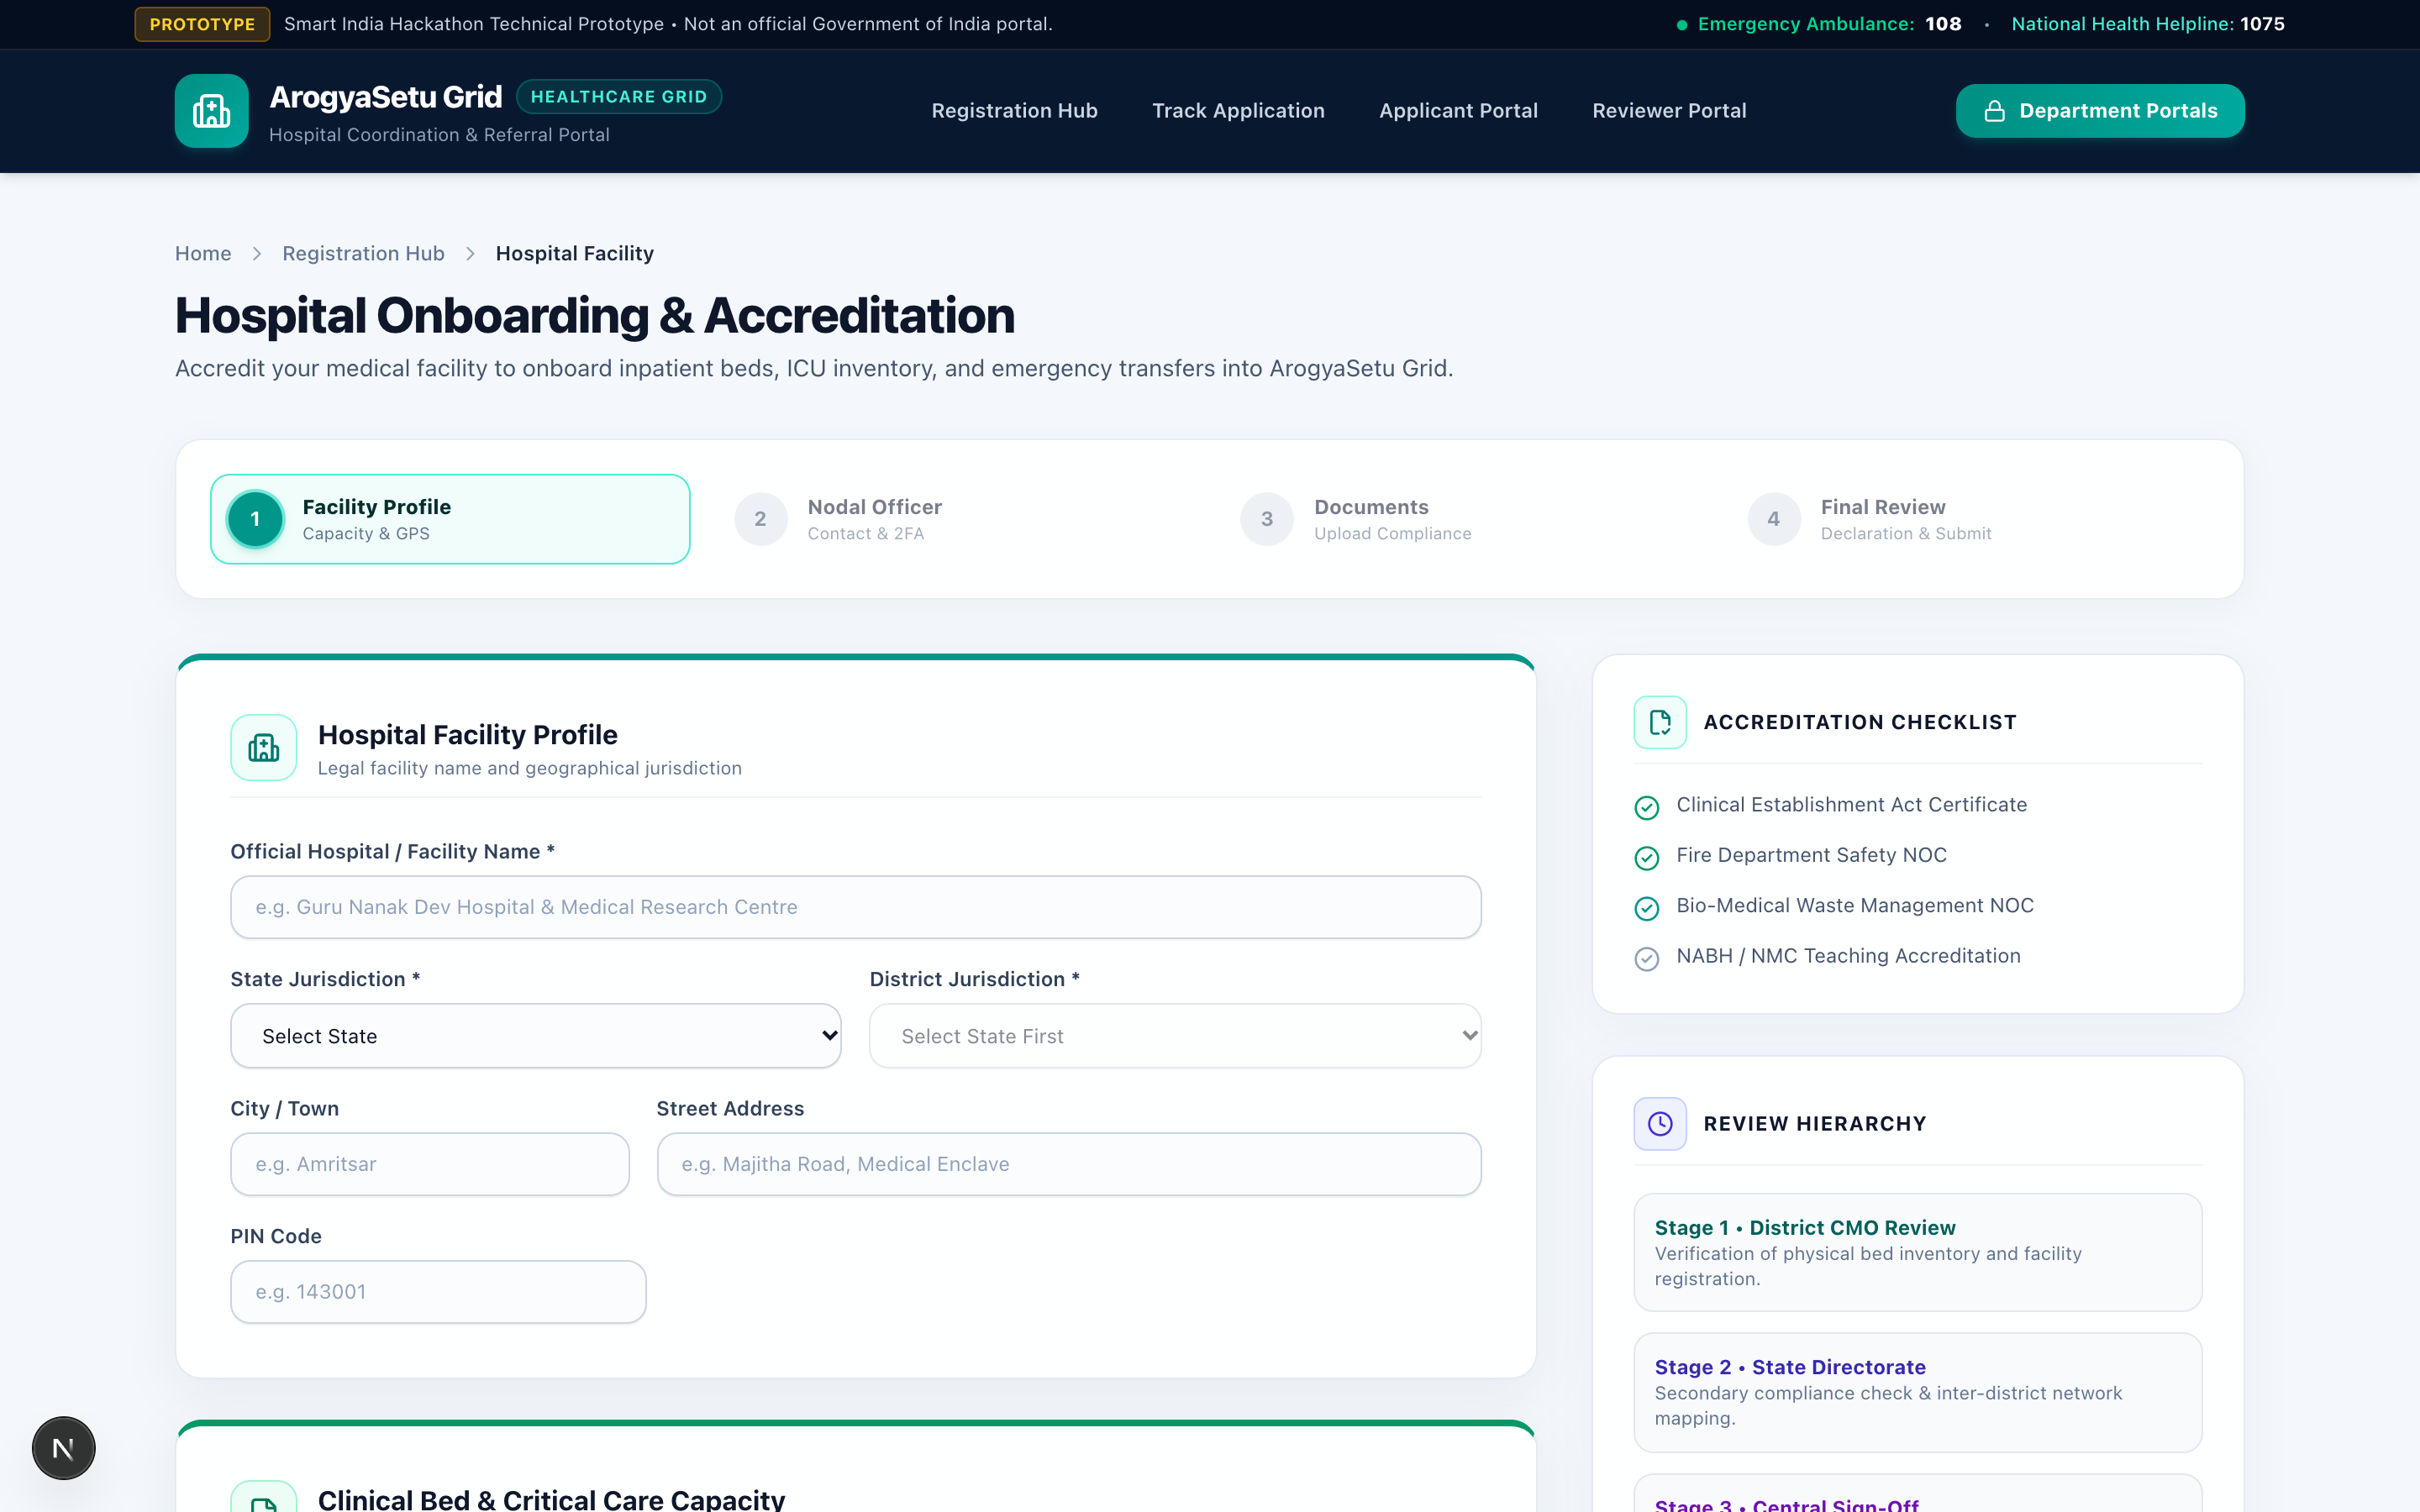 PROTOTYPE Smart India Hackathon Technical Prototype • Not an official Government of India portal.
Emergency Ambulance: 108 • National Health Helpline: 1075
ArogyaSetu Grid HEALTHCARE GRID
Hospital Coordination & Referral Portal
Registration Hub Track Application Applicant Portal Reviewer Portal
Department Portals
Home > Registration Hub > Hospital Facility
Hospital Onboarding & Accreditation
Accredit your medical facility to onboard inpatient beds, ICU inventory, and emergency transfers into ArogyaSetu Grid.
1 Facility Profile
Capacity & GPS
2 Nodal Officer
Contact & 2FA
3 Documents
Upload Compliance
4 Final Review
Declaration & Submit
Hospital Facility Profile
Legal facility name and geographical jurisdiction
Official Hospital / Facility Name *
e.g. Guru Nanak Dev Hospital & Medical Research Centre
State Jurisdiction *
Select State
District Jurisdiction *
Select State First
City / Town
e.g. Amritsar
Street Address
e.g. Majitha Road, Medical Enclave
PIN Code
e.g. 143001
Clinical Bed & Critical Care Capacity
ACCREDITATION CHECKLIST
Clinical Establishment Act Certificate
Fire Department Safety NOC
Bio-Medical Waste Management NOC
NABH / NMC Teaching Accreditation
REVIEW HIERARCHY
Stage 1 • District CMO Review
Verification of physical bed inventory and facility
registration.
Stage 2 • State Directorate
Secondary compliance check & inter-district network
mapping.
Stage 3 • Central Sign-Off
N